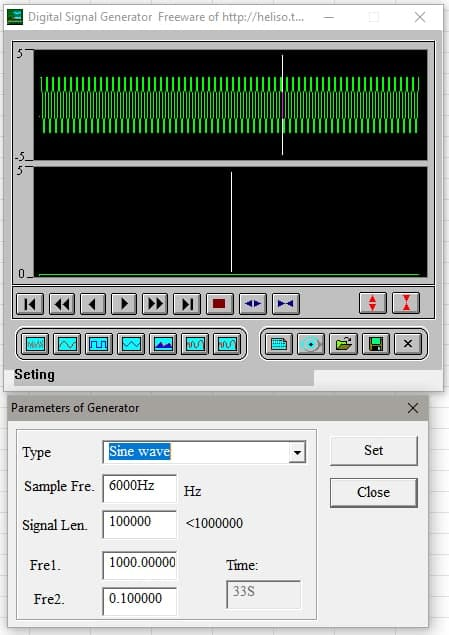 Digital Signal Generator Freeware of http://heliso.t...
5
-5
5
0
Seting
Parameters of Generator
Type Sine wave Set
Sample Fre. 6000Hz Hz Close
Signal Len. 100000 <1000000
Fre1. 1000.00000 Time:
Fre2. 0.100000 33S